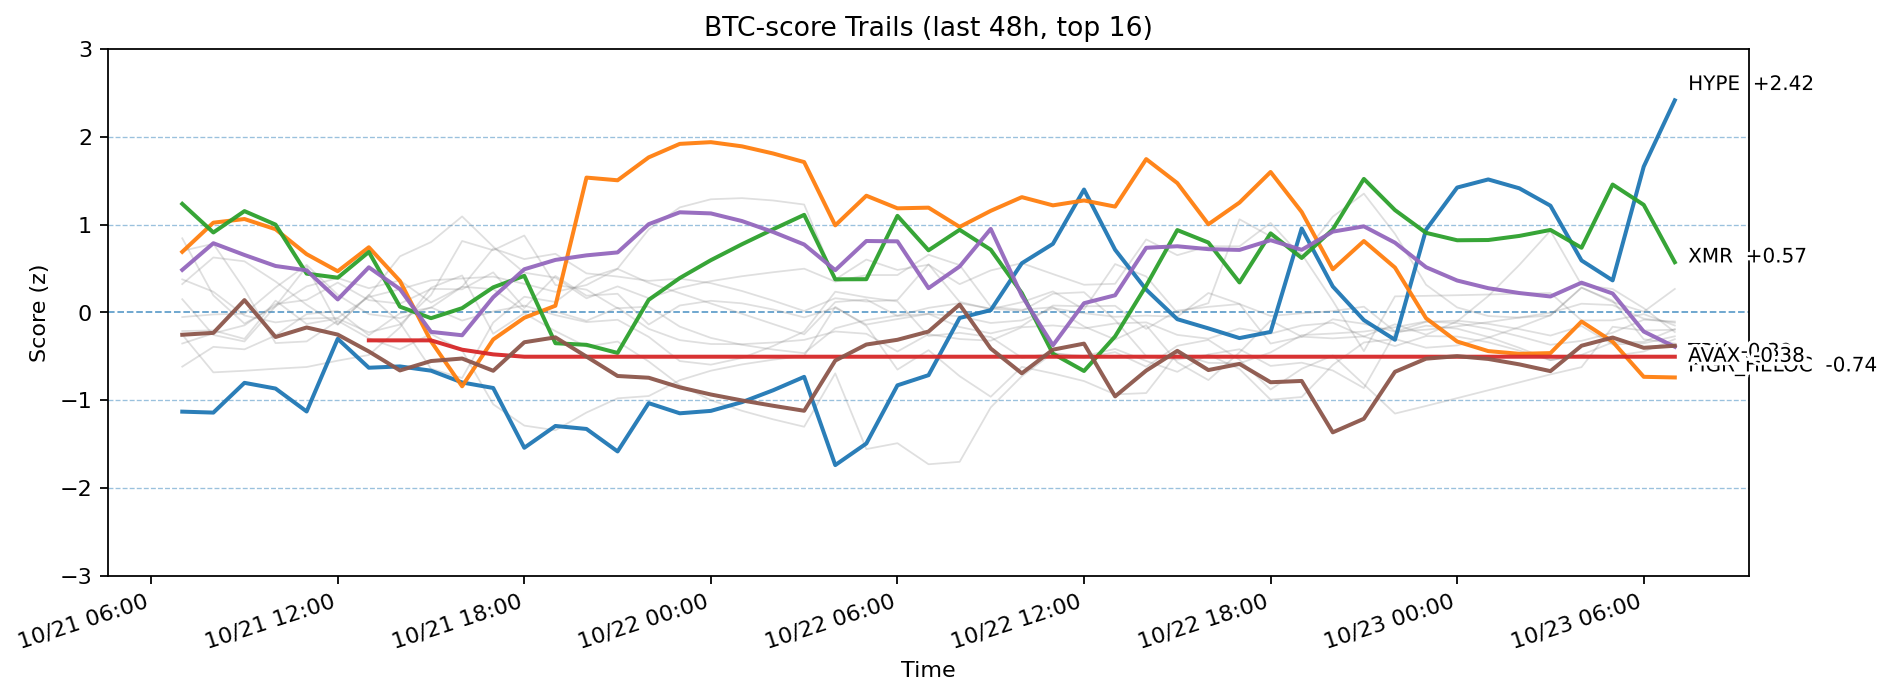 BTC-score Trails (last 48h, top 16)
Score (z)
3
2
1
0
−1
−2
−3
HYPE +2.42
XMR +0.57
AVAX -0.38
-0.74
10/21 06:00
10/21 12:00
10/21 18:00
10/22 00:00
10/22 06:00
10/22 12:00
10/22 18:00
10/23 00:00
10/23 06:00
Time